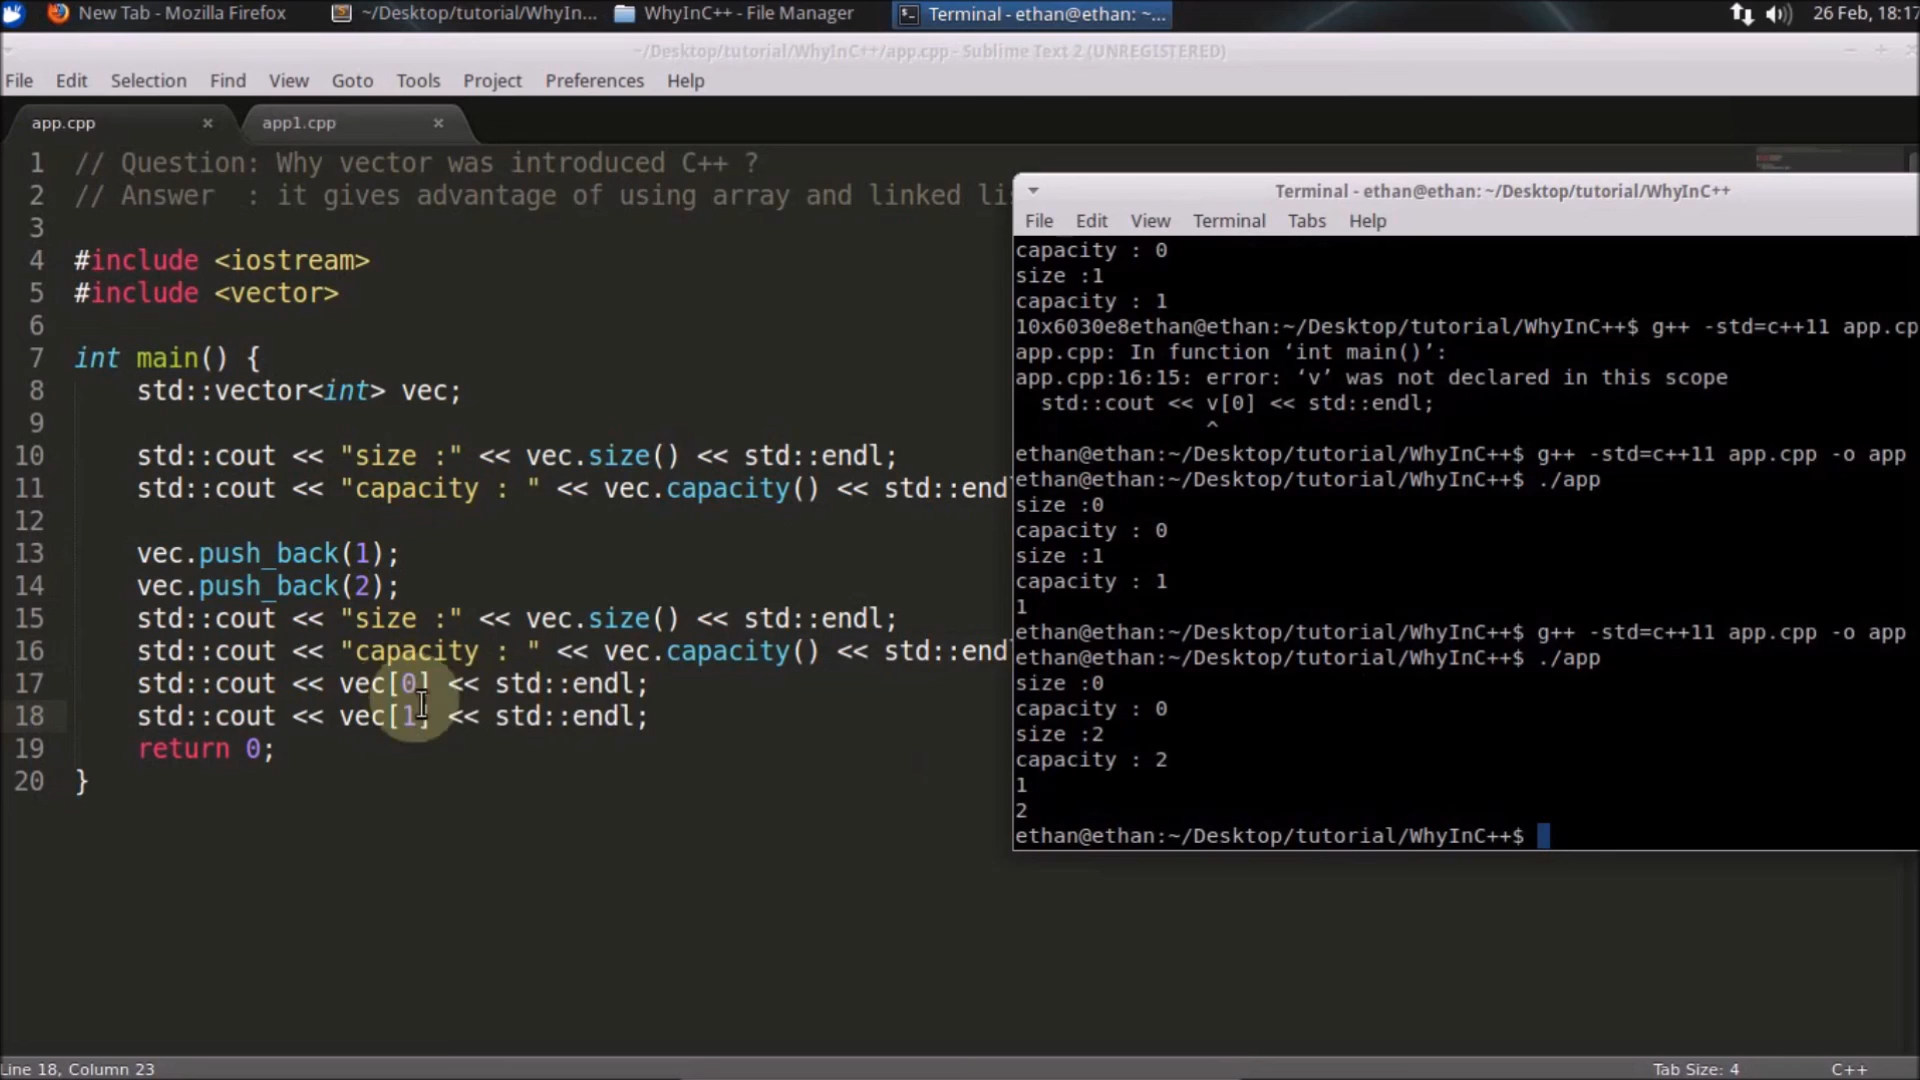 New Tab - Mozilla Firefox
~/Desktop/tutorial/WhyIn...
WhyInC++ - File Manager
Terminal - ethan@ethan: ~...
26 Feb, 18:17
~/Desktop/tutorial/WhyInC++/app.cpp - Sublime Text 2 (UNREGISTERED)
File Edit Selection Find View Goto Tools Project Preferences Help
app.cpp
app1.cpp
1 // Question: Why vector was introduced C++ ?
2 // Answer  : it gives advantage of using array and linked
3
4 #include <iostream>
5 #include <vector>
6
7 int main() {
8 std::vector<int> vec;
9
10 std::cout << "size :" << vec.size() << std::endl;
11 std::cout << "capacity : " << vec.capacity() << std::end
12
13 vec.push_back(1);
14 vec.push_back(2);
15 std::cout << "size :" << vec.size() << std::endl;
16 std::cout << "capacity : " << vec.capacity() << std::end
17 std::cout << vec[0] << std::endl;
18 std::cout << vec[1] << std::endl;
19 return 0;
20 }
Terminal - ethan@ethan: ~/Desktop/tutorial/WhyInC++
File Edit View Terminal Tabs Help
capacity : 0
size :1
capacity : 1
10x6030e8ethan@ethan:~/Desktop/tutorial/WhyInC++$ g++ -std=c++11 app.cp
app.cpp: In function ‘int main()’:
app.cpp:16:15: error: ‘v’ was not declared in this scope
std::cout << v[0] << std::endl;
^
ethan@ethan:~/Desktop/tutorial/WhyInC++$ g++ -std=c++11 app.cpp -o app
ethan@ethan:~/Desktop/tutorial/WhyInC++$ ./app
size :0
capacity : 0
size :1
capacity : 1
1
ethan@ethan:~/Desktop/tutorial/WhyInC++$ g++ -std=c++11 app.cpp -o app
ethan@ethan:~/Desktop/tutorial/WhyInC++$ ./app
size :0
capacity : 0
size :2
capacity : 2
1
2
ethan@ethan:~/Desktop/tutorial/WhyInC++$
Line 18, Column 23
Tab Size: 4
C++